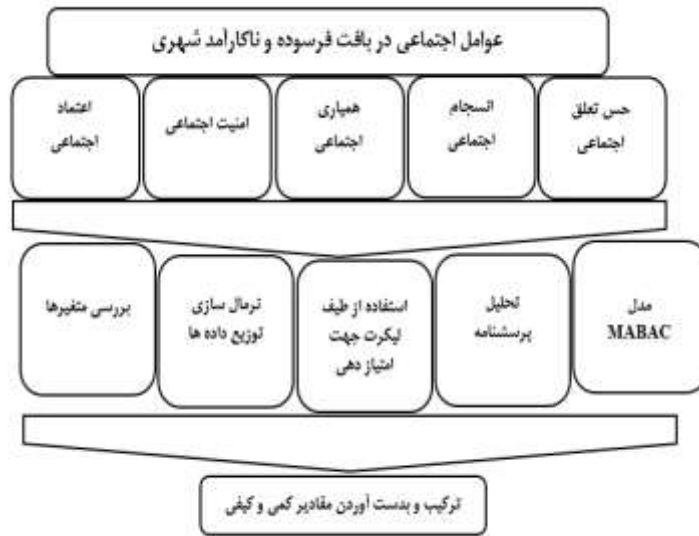 عوامل اجتماعی در بافت فرسوده و ناکارآمد شهری
حس تعلق
اجتماعی
انسجام
اجتماعی
همیاری
اجتماعی
امنیت اجتماعی
اعتماد
اجتماعی
مدل
MABAC
تحلیل
پرسشنامه
استفاده از طیف
لیکرت جهت
امتیاز دهی
نرمال سازی
توزیع داده ها
بررسی متغیرها
ترکیب و بدست آوردن مقادیر کمی و کیفی